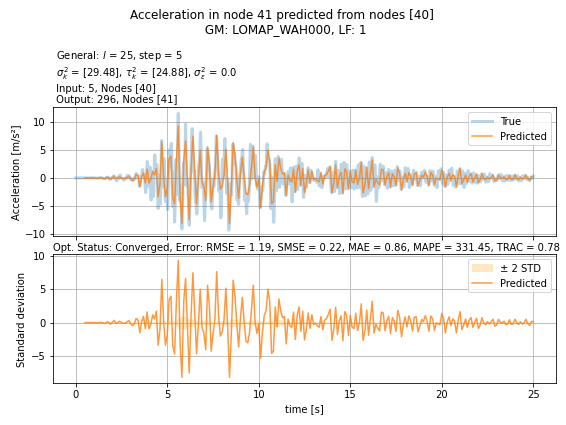 Acceleration in node 41 predicted from nodes [40]
GM: LOMAP_WAH000, LF: 1
General: l = 25, step = 5
σ²ₖ = [29.48], τ²ₖ = [24.88], σ²ε = 0.0
Input: 5, Nodes [40]
Output: 296, Nodes [41]
Acceleration [m/s²]
10
5
0
−5
−10
True
Predicted
Opt. Status: Converged, Error: RMSE = 1.19, SMSE = 0.22, MAE = 0.86, MAPE = 331.45, TRAC = 0.78
Standard deviation
10
5
0
−5
± 2 STD
Predicted
0
5
10
15
20
25
time [s]